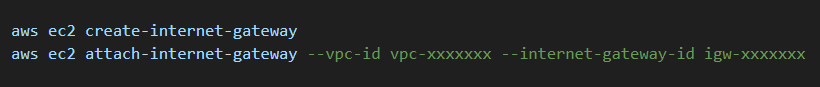 aws ec2 create-internet-gateway
aws ec2 attach-internet-gateway --vpc-id vpc-xxxxxxx --internet-gateway-id igw-xxxxxxx